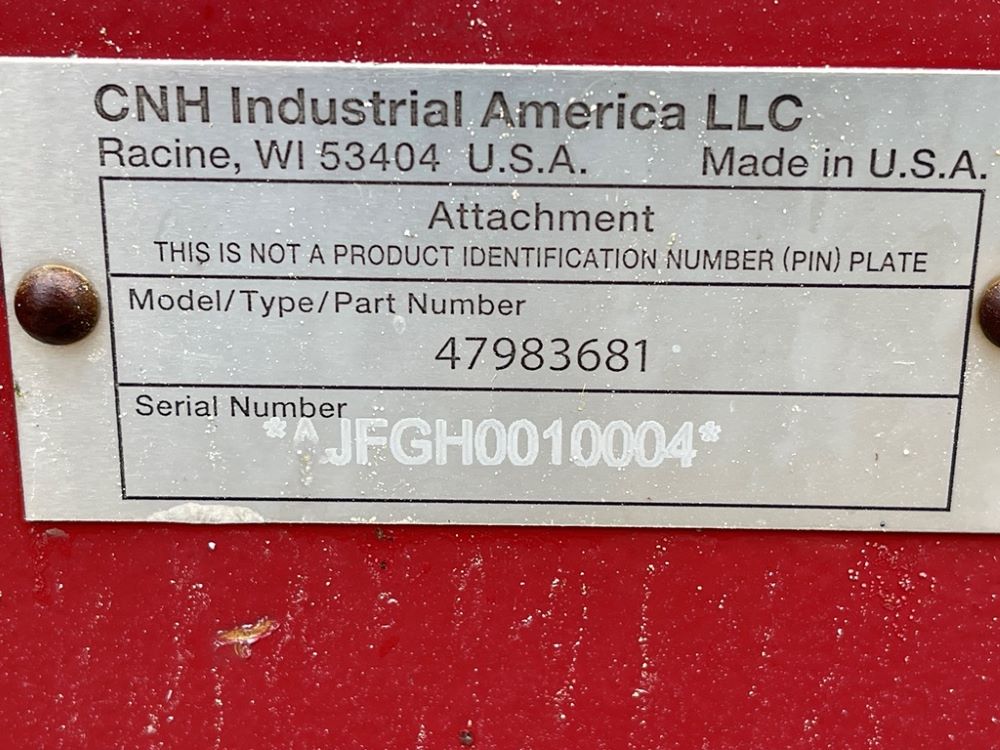 CNH Industrial America LLC
Racine, WI 53404 U.S.A. Made in U.S.A.
Attachment
THIS IS NOT A PRODUCT IDENTIFICATION NUMBER (PIN) PLATE
Model/Type/Part Number
47983681
Serial Number
*AJFGH0010004*